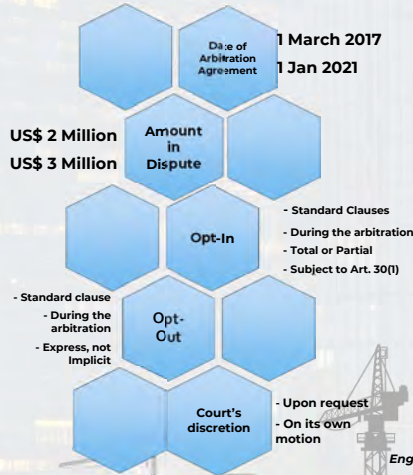 Date of
Arbitration
Agreement
1 March 2017
1 Jan 2021
US$ 2 Million
US$ 3 Million
Amount
in
Dispute
Opt-In
- Standard Clauses
- During the arbitration
- Total or Partial
- Subject to Art. 30(1)
- Standard clause
- During the
arbitration
- Express, not
Implicit
Opt-
Out
Court's
discretion
- Upon request
- On its own
motion
Eng